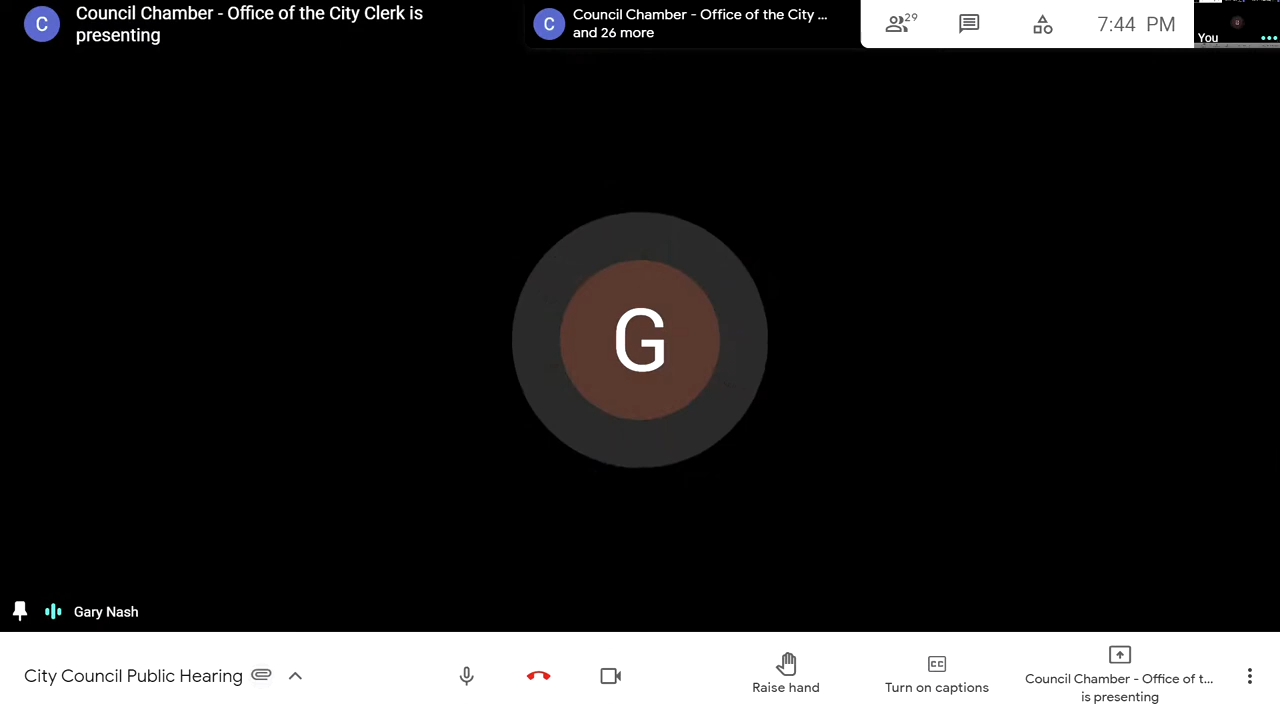 C
Council Chamber - Office of the City Clerk is
presenting
C
Council Chamber - Office of the City ...
and 26 more
29
7:44 PM
You
G
Gary Nash
City Council Public Hearing
Raise hand
CC
Turn on captions
Council Chamber - Office of t...
is presenting